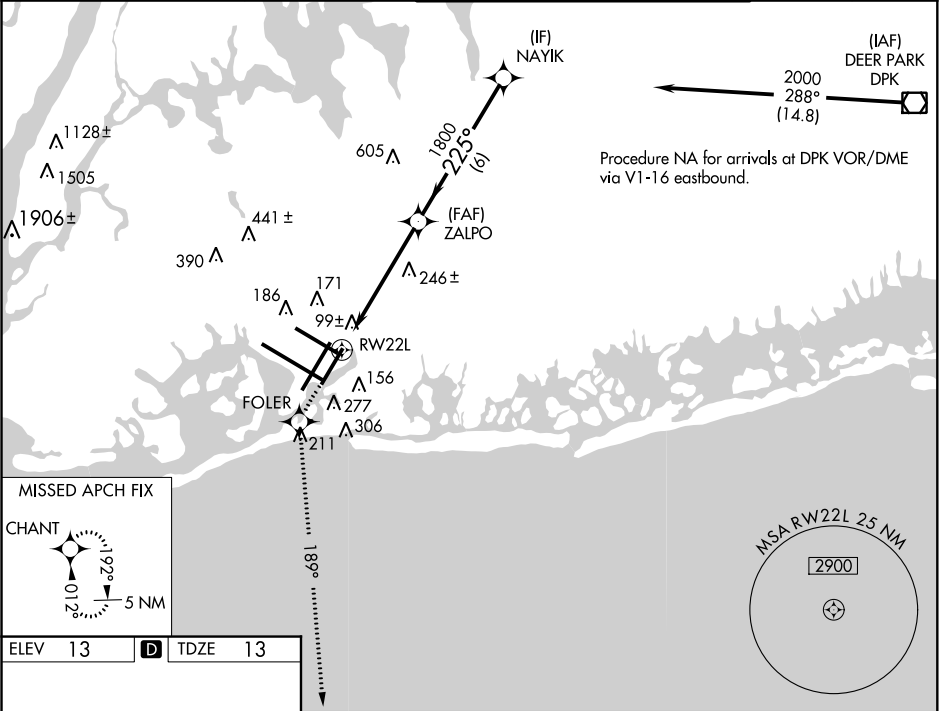 (IF)
NAYIK
(IAF)
DEER PARK
DPK
2000
288°
(14.8)
1128±
1505
1906±
605
1800
225°
(6)
Procedure NA for arrivals at DPK VOR/DME
via V1-16 eastbound.
(FAF)
ZALPO
441±
390
246±
171
186
99±
RW22L
156
277
FOLER
306
211
MISSED APCH FIX
CHANT
192°
012°
5 NM
189°
MSA RW22L 25 NM
2900
ELEV 13 D TDZE 13